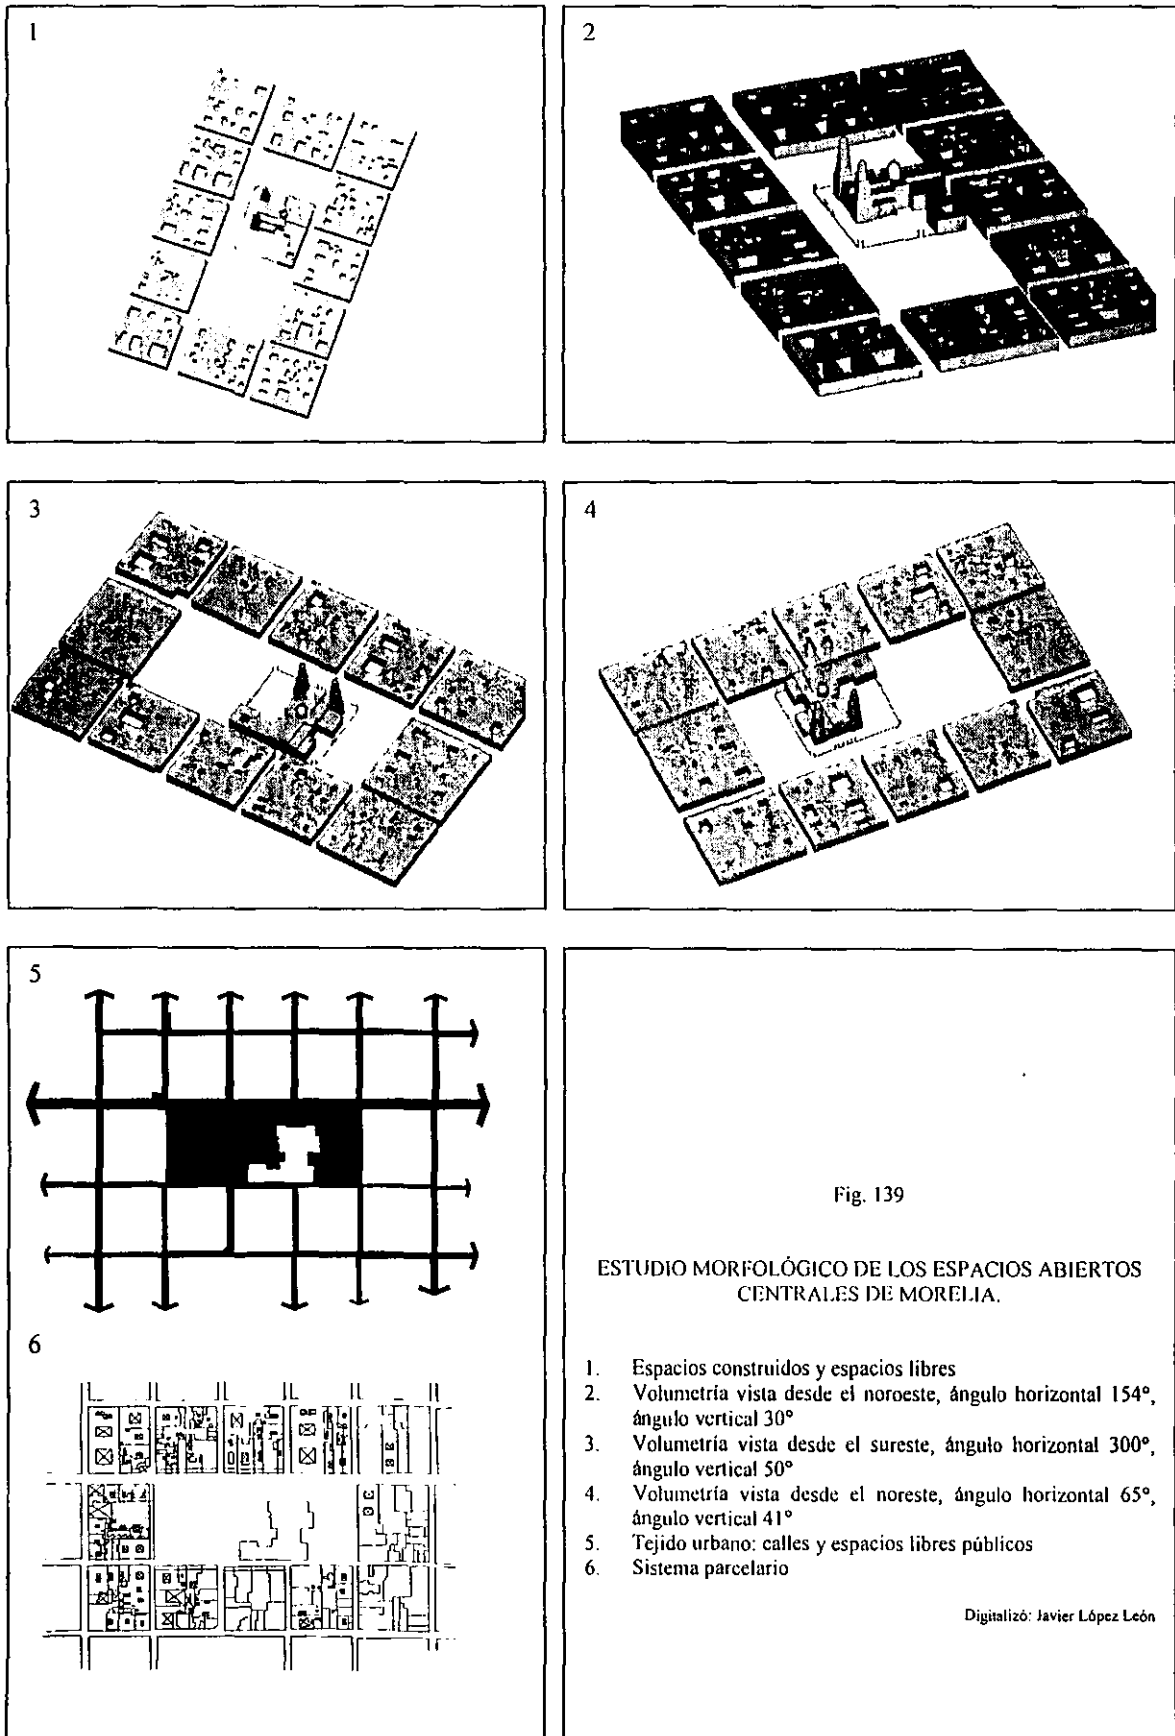 1
2
3
4
5
6
Fig. 139
ESTUDIO MORFOLÓGICO DE LOS ESPACIOS ABIERTOS
CENTRALES DE MORELIA.
1. Espacios construidos y espacios libres
2. Volumetría vista desde el noroeste, ángulo horizontal 154°,
ángulo vertical 30°
3. Volumetría vista desde el sureste, ángulo horizontal 300°,
ángulo vertical 50°
4. Volumetría vista desde el noreste, ángulo horizontal 65°,
ángulo vertical 41°
5. Tejido urbano: calles y espacios libres públicos
6. Sistema parcelario
Digitalizó: Javier López León